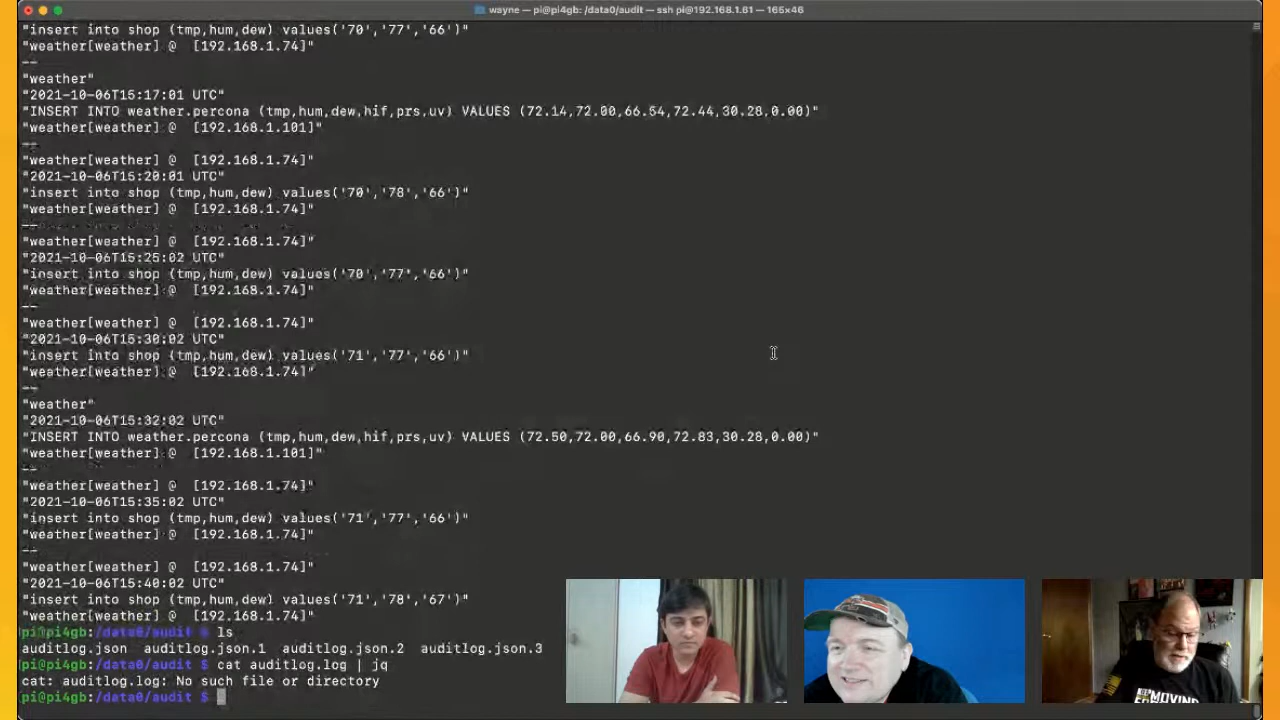 wayne — pi@pi4gb: /data0/audit — ssh pi@192.168.1.61 — 165×46
"insert into shop (tmp,hum,dew) values('70','77','66')"
"weather[weather] @  [192.168.1.74]"
--
"weather"
"2021-10-06T15:17:01 UTC"
"INSERT INTO weather.percona (tmp,hum,dew,hif,prs,uv) VALUES (72.14,72.00,66.54,72.44,30.28,0.00)"
"weather[weather] @  [192.168.1.101]"
--
"weather[weather] @  [192.168.1.74]"
"2021-10-06T15:20:01 UTC"
"insert into shop (tmp,hum,dew) values('70','78','66')"
"weather[weather] @  [192.168.1.74]"
--
"weather[weather] @  [192.168.1.74]"
"2021-10-06T15:25:02 UTC"
"insert into shop (tmp,hum,dew) values('70','77','66')"
"weather[weather] @  [192.168.1.74]"
--
"weather[weather] @  [192.168.1.74]"
"2021-10-06T15:30:02 UTC"
"insert into shop (tmp,hum,dew) values('71','77','66')"
"weather[weather] @  [192.168.1.74]"
--
"weather"
"2021-10-06T15:32:02 UTC"
"INSERT INTO weather.percona (tmp,hum,dew,hif,prs,uv) VALUES (72.50,72.00,66.90,72.83,30.28,0.00)"
"weather[weather] @  [192.168.1.101]"
--
"weather[weather] @  [192.168.1.74]"
"2021-10-06T15:35:02 UTC"
"insert into shop (tmp,hum,dew) values('71','77','66')"
"weather[weather] @  [192.168.1.74]"
--
"weather[weather] @  [192.168.1.74]"
"2021-10-06T15:40:02 UTC"
"insert into shop (tmp,hum,dew) values('71','78','67')"
"weather[weather] @  [192.168.1.74]"
pi@pi4gb:/data0/audit $ ls
auditlog.json  auditlog.json.1  auditlog.json.2  auditlog.json.3
pi@pi4gb:/data0/audit $ cat auditlog.log | jq
cat: auditlog.log: No such file or directory
pi@pi4gb:/data0/audit $
MOVING